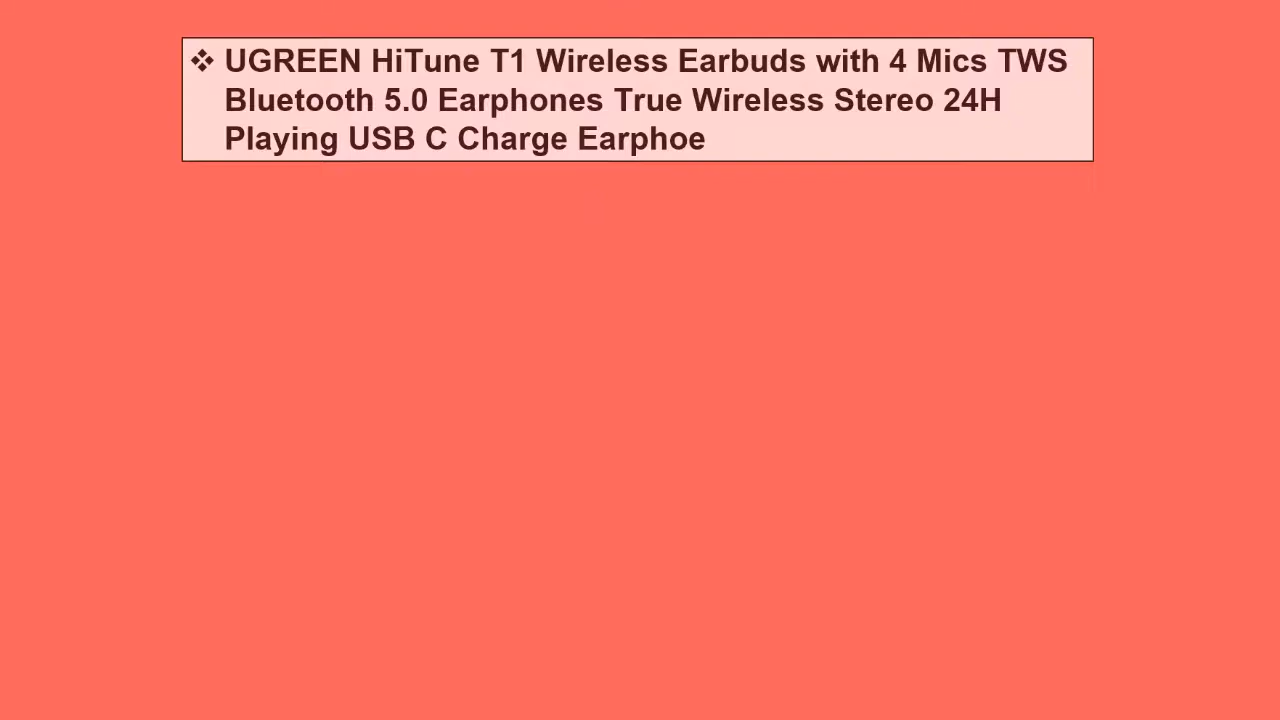 ❖ UGREEN HiTune T1 Wireless Earbuds with 4 Mics TWS
Bluetooth 5.0 Earphones True Wireless Stereo 24H
Playing USB C Charge Earphoe